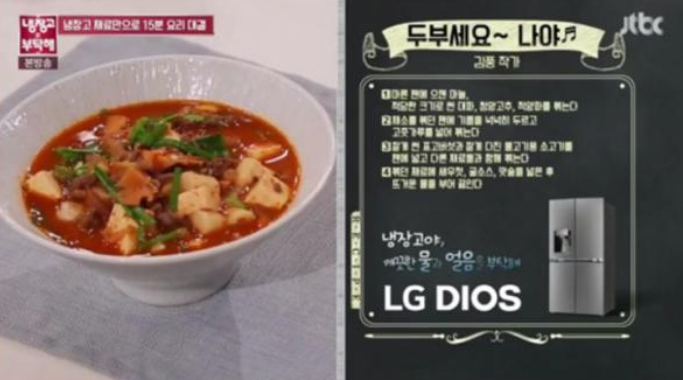 냉장고를 부탁해
본방송
냉장고 재료만으로 15분 요리 대결
jtbc
두부세요~ 나야♬
김풍 작가
1 마른 팬에 으깬 마늘,
적당한 크기로 썬 대파, 청양고추, 적양파를 볶는다
2 채소를 볶던 팬에 기름을 넉넉히 두르고
고춧가루를 넣어 볶는다
3 잘게 썬 표고버섯과 잘게 다진 불고기용 소고기를
팬에 넣고 다른 재료들과 함께 볶는다
4 볶던 재료에 새우젓, 굴소스, 맛술을 넣은 후
뜨거운 물을 부어 끓인다
냉장고야,
깨끗한 물과 얼음을 부탁해
LG DIOS